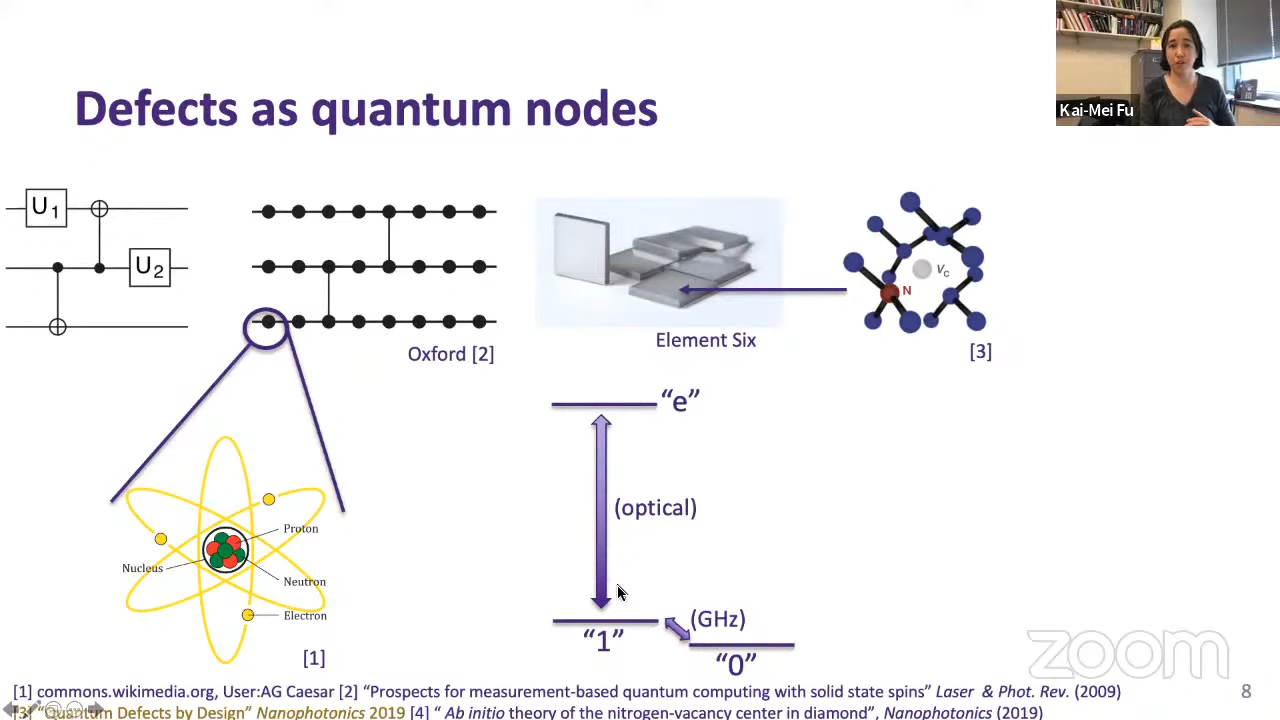 Kai-Mei Fu
Defects as quantum nodes
U1
U2
Oxford [2]
Element Six
N
VC
[3]
"e"
(optical)
"1"
(GHz)
"0"
Proton
Nucleus
Neutron
Electron
[1]
zoom
[1] commons.wikimedia.org, User:AG Caesar [2] "Prospects for measurement-based quantum computing with solid state spins" Laser & Phot. Rev. (2009)
[3] "Quantum Defects by Design" Nanophotonics 2019 [4] " Ab initio theory of the nitrogen-vacancy center in diamond", Nanophotonics (2019)
8